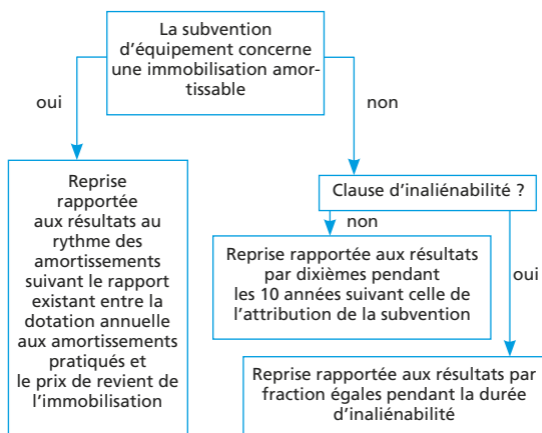 La subvention
d'équipement concerne
une immobilisation amor-
tissable
oui
non
Reprise
rapportée
aux résultats au
rythme des
amortissements
suivant le rapport
existant entre la
dotation annuelle
aux amortissements
pratiqués et
le prix de revient de
l'immobilisation
Clause d'inaliénabilité ?
non
oui
Reprise rapportée aux résultats
par dixièmes pendant
les 10 années suivant celle de
l'attribution de la subvention
Reprise rapportée aux résultats par
fraction égales pendant la durée
d'inaliénabilité